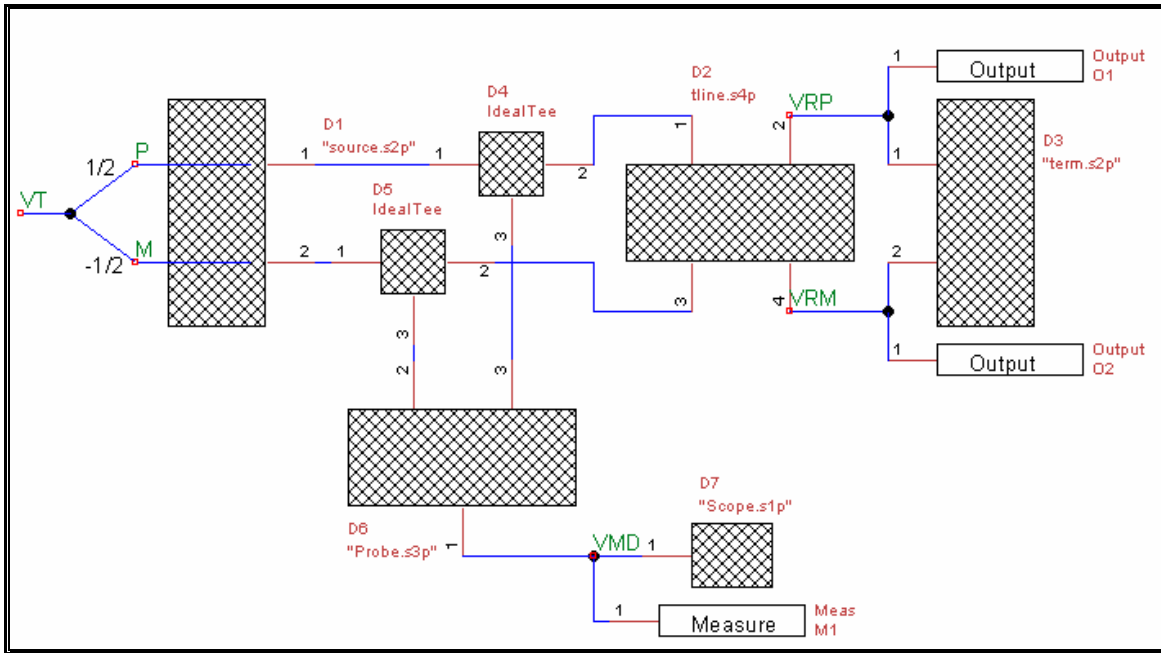 1
Output
Output
O1
D4
IdealTee
D2
tline.s4p
VRP
D3
"term.s2p"
D1
"source.s2p"
1
2
1
P
1/2
1
1
2
D5
IdealTee
VT
M
-1/2
2
1
2
3
2
3
4
VRM
3
2
3
1
Output
Output
O2
D6
"Probe.s3p"
1
VMD
1
D7
"Scope.s1p"
1
Measure
Meas
M1